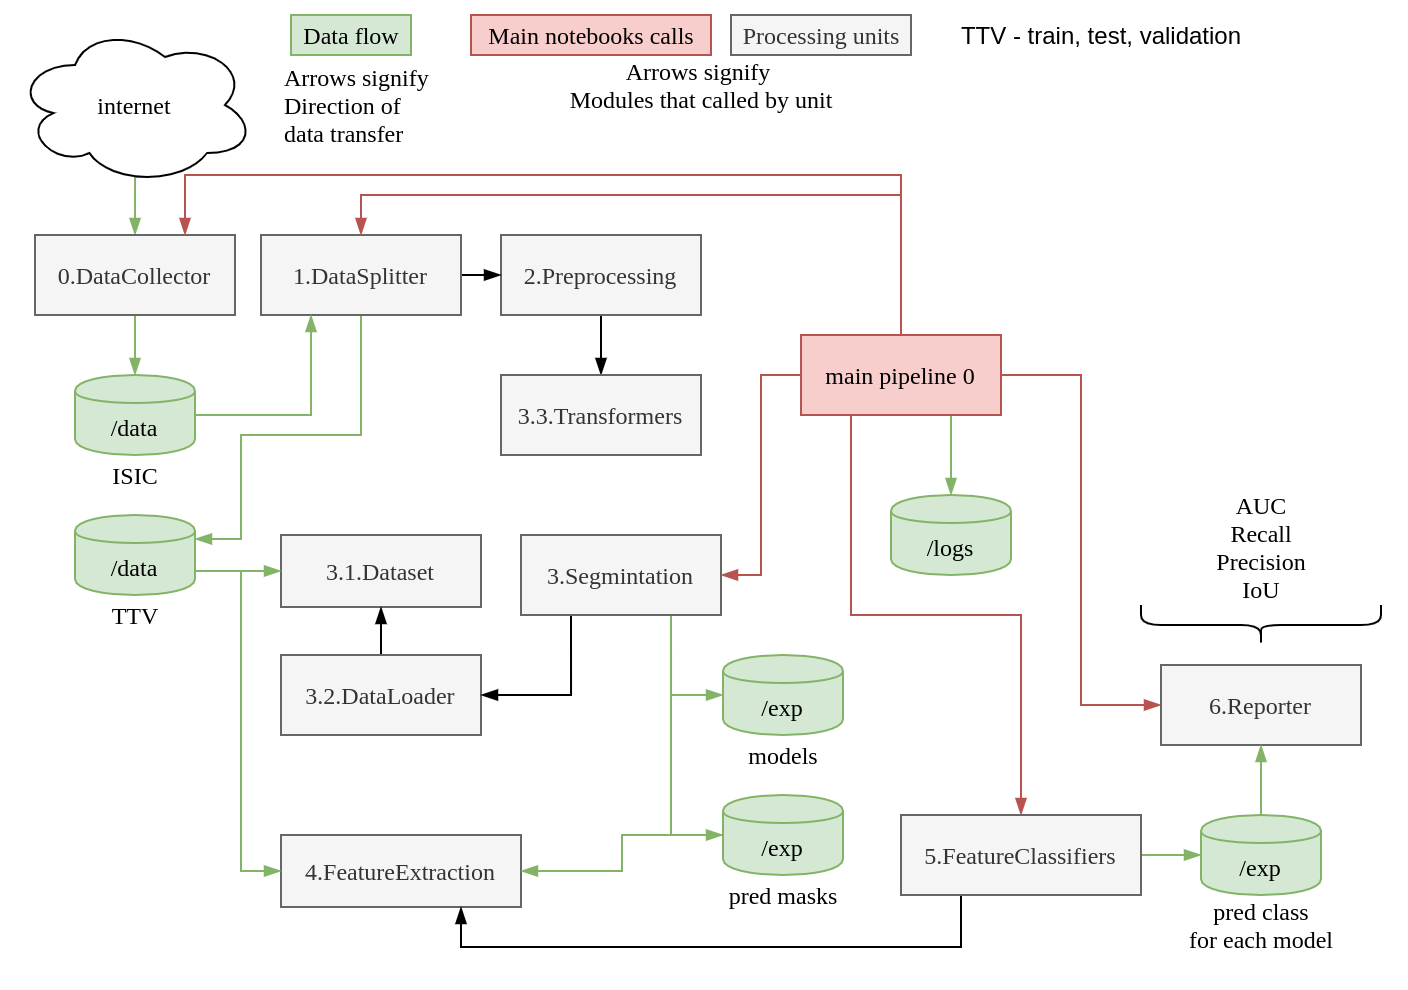 Data flow
Main notebooks calls
Processing units
TTV - train, test, validation
Arrows signify
Direction of
data transfer
Arrows signify
Modules that called by unit
internet
0.DataCollector
1.DataSplitter
2.Preprocessing
main pipeline 0
3.3.Transformers
/data
ISIC
/data
TTV
3.1.Dataset
3.Segmintation
/logs
AUC
Recall
Precision
IoU
3.2.DataLoader
/exp
models
6.Reporter
4.FeatureExtraction
/exp
pred masks
5.FeatureClassifiers
/exp
pred class
for each model